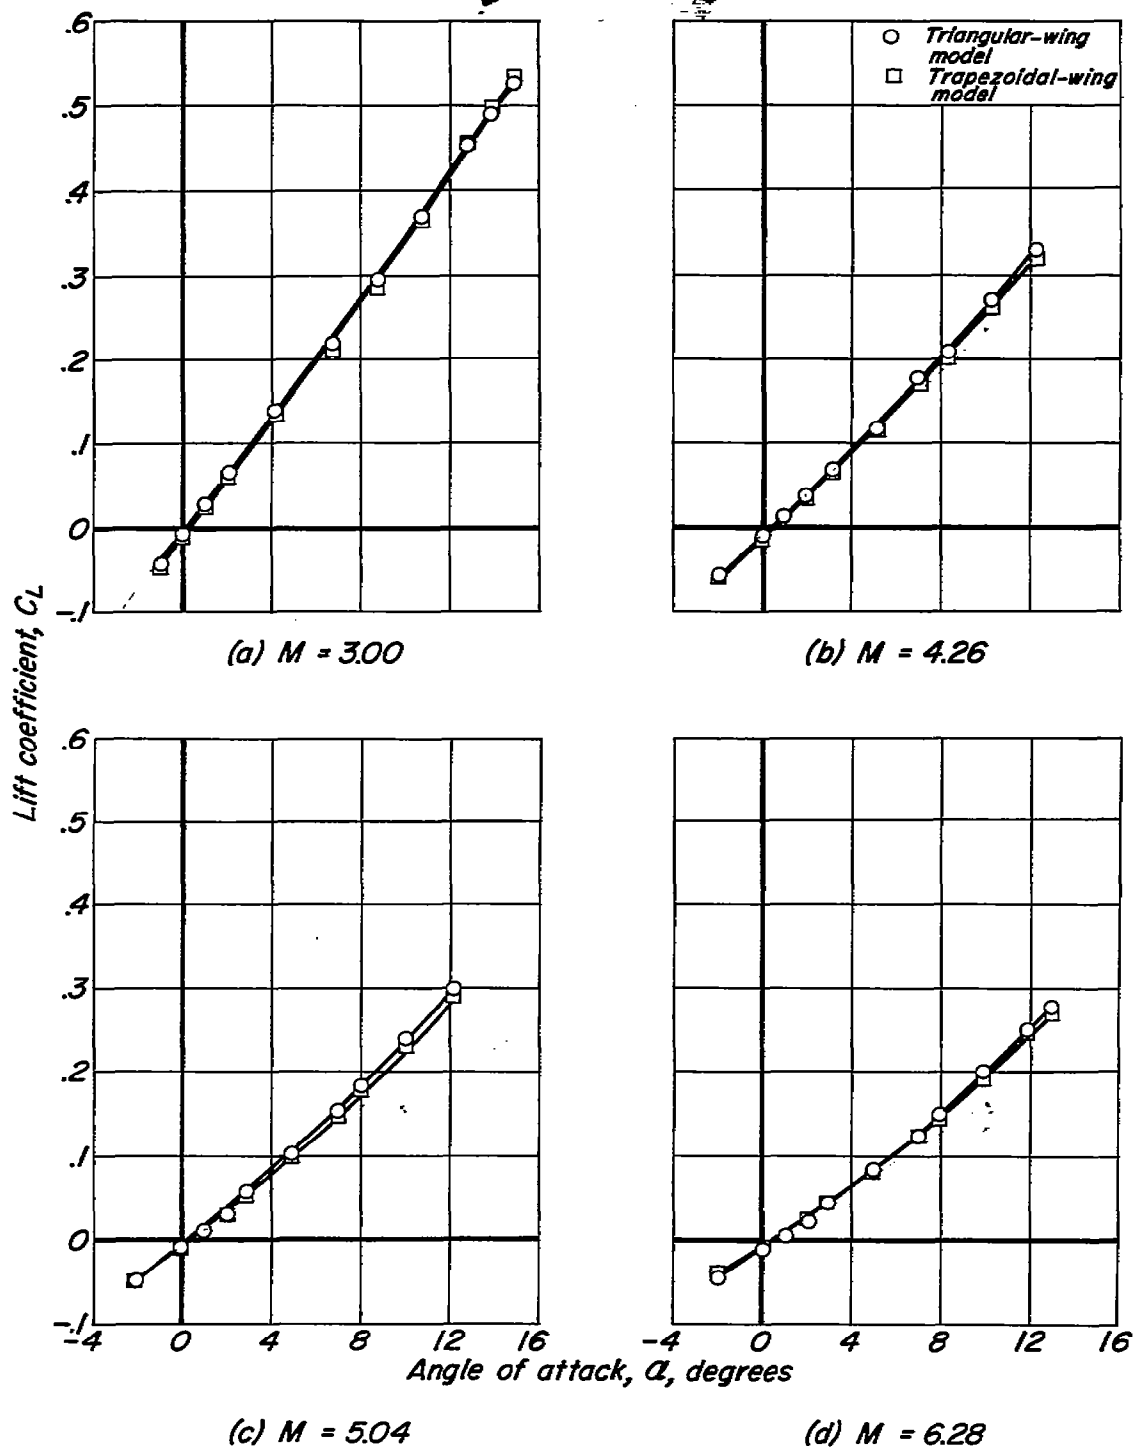 .6
.5
.4
.3
.2
.1
0
-.1
Triangular-wing
model
Trapezoidal-wing
model
(a) M = 3.00
(b) M = 4.26
Lift coefficient, CL
.6
.5
.4
.3
.2
.1
0
-.1
-4 0 4 8 12 16
-4 0 4 8 12 16
Angle of attack, α, degrees
(c) M = 5.04
(d) M = 6.28